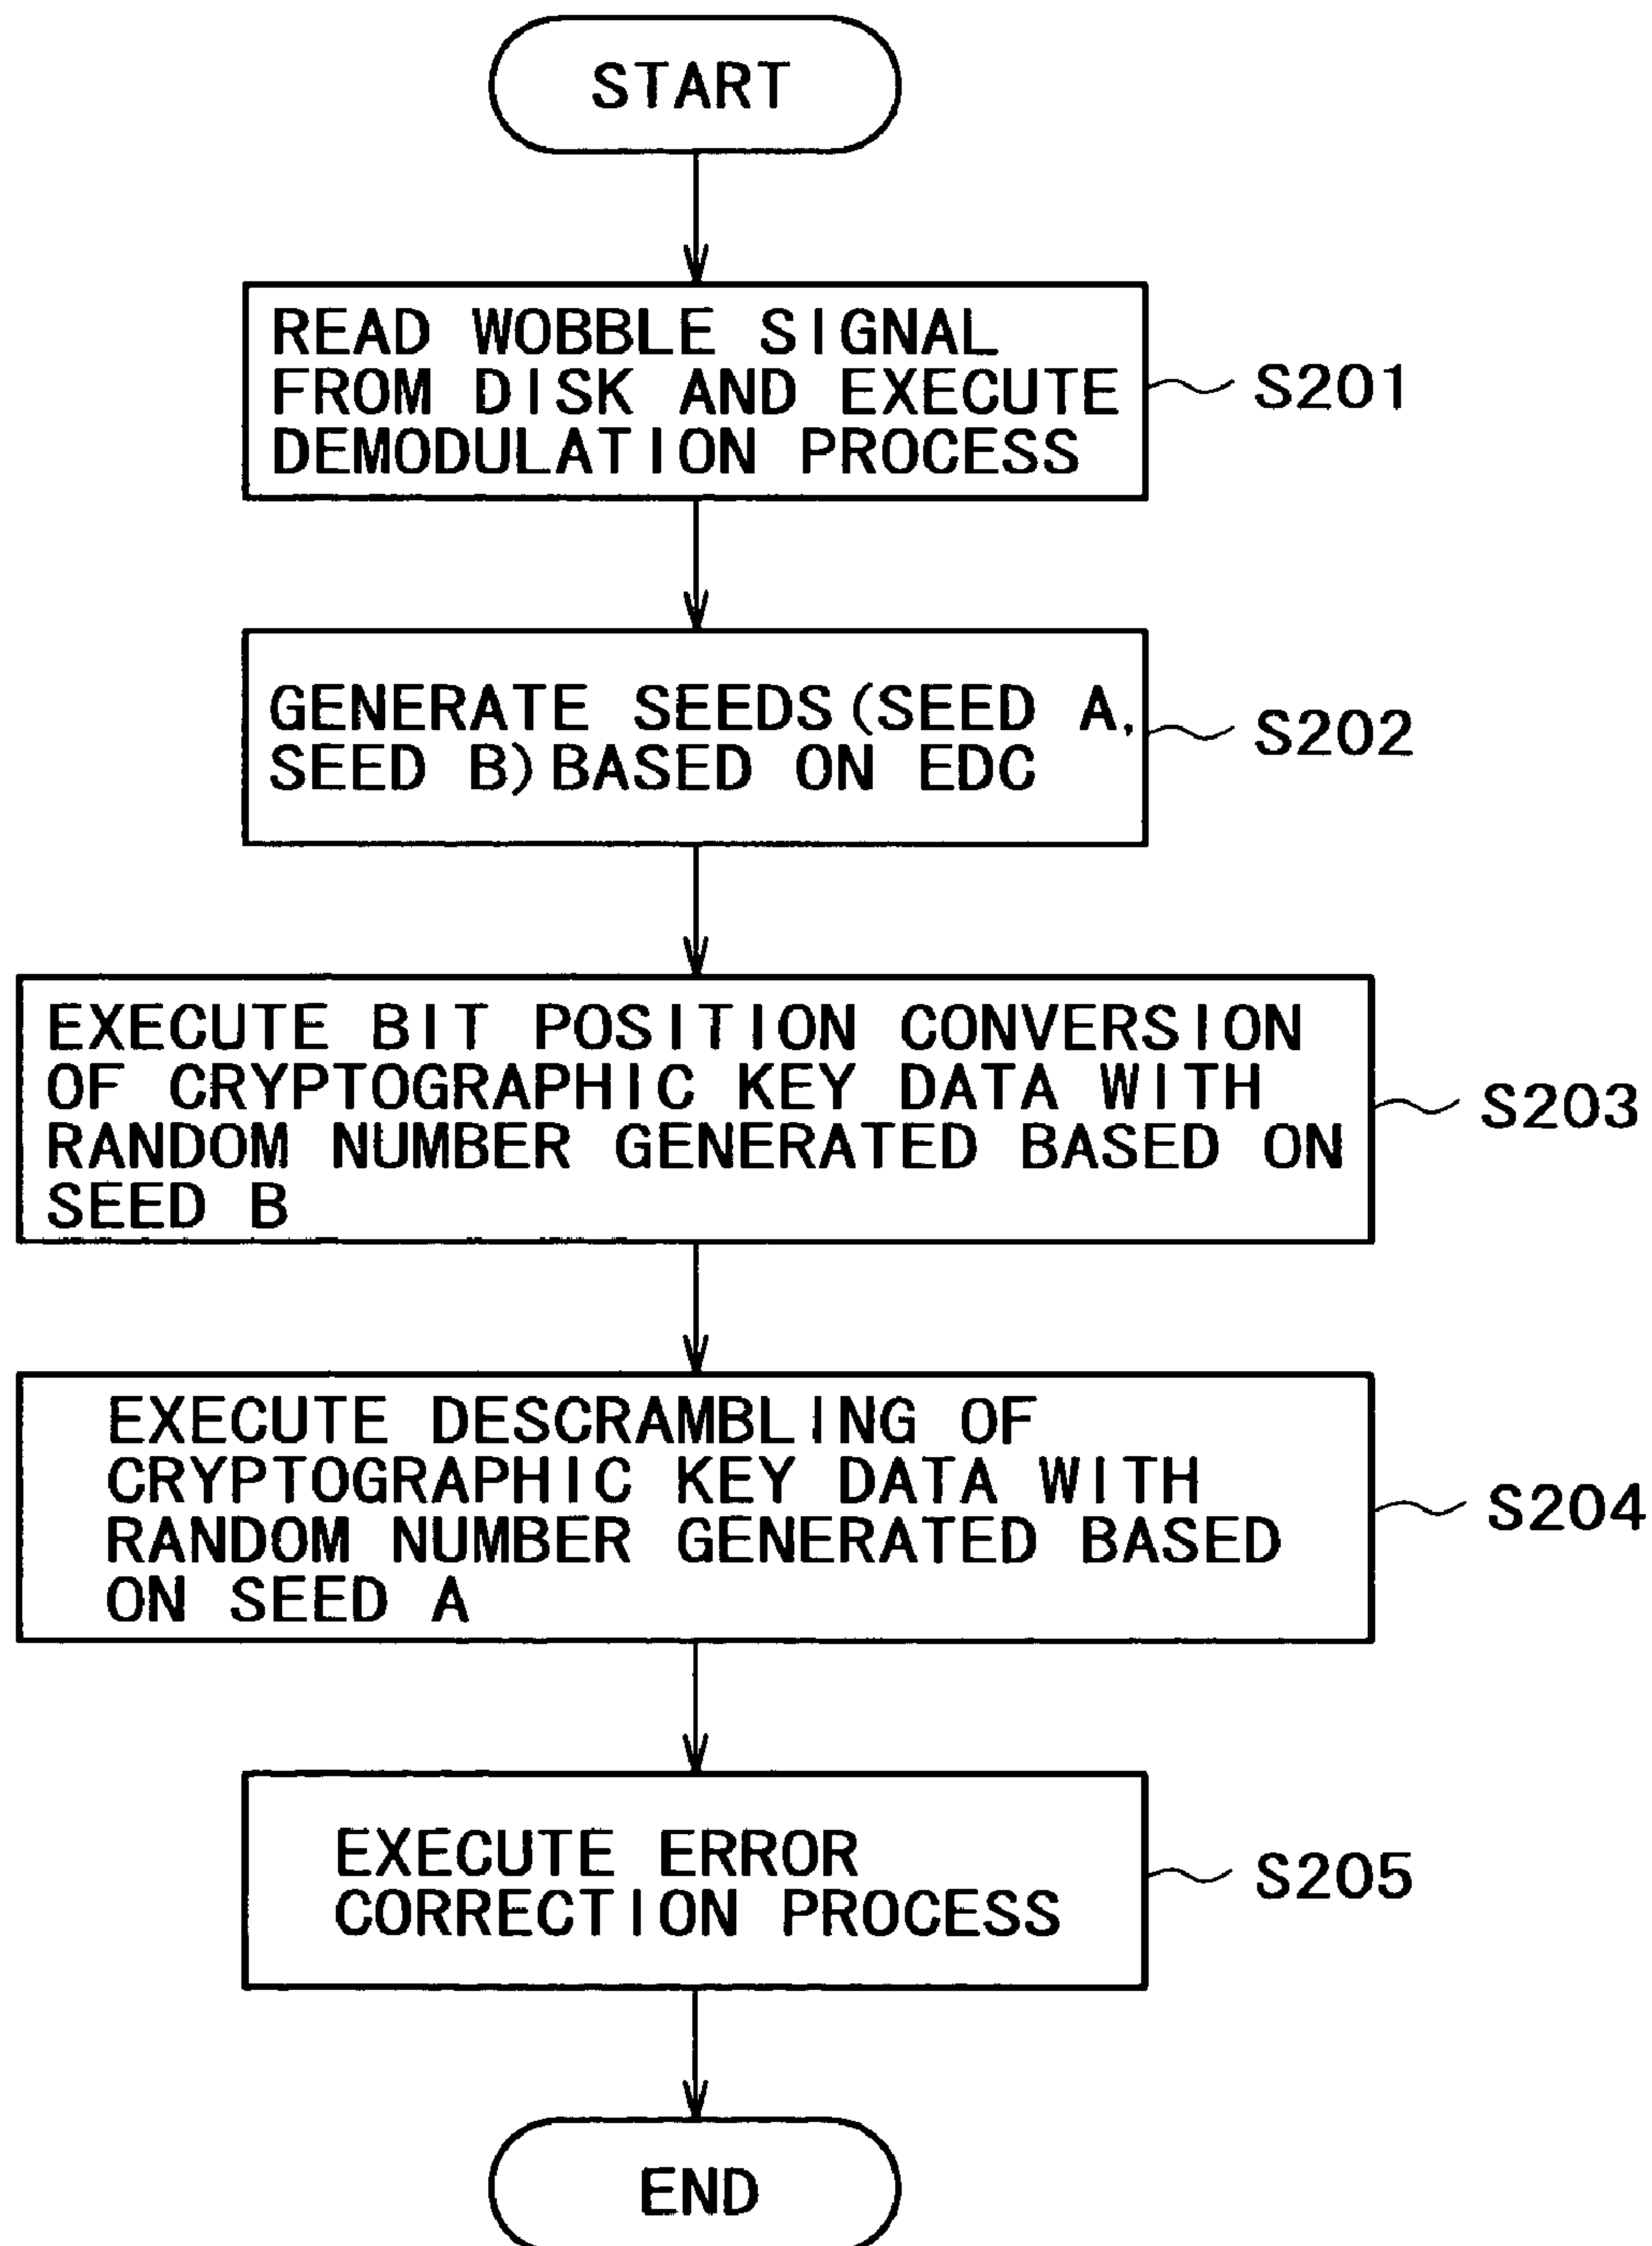 START
READ WOBBLE SIGNAL
FROM DISK AND EXECUTE
DEMODULATION PROCESS
S201
GENERATE SEEDS(SEED A,
SEED B)BASED ON EDC
S202
EXECUTE BIT POSITION CONVERSION
OF CRYPTOGRAPHIC KEY DATA WITH
RANDOM NUMBER GENERATED BASED ON
SEED B
S203
EXECUTE DESCRAMBLING OF
CRYPTOGRAPHIC KEY DATA WITH
RANDOM NUMBER GENERATED BASED
ON SEED A
S204
EXECUTE ERROR
CORRECTION PROCESS
S205
END